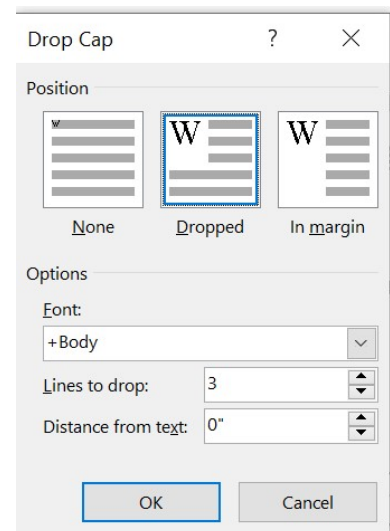 Drop Cap ?
Position
W W W
None Dropped In margin
Options
Font:
+Body
Lines to drop: 3
Distance from text: 0"
OK Cancel